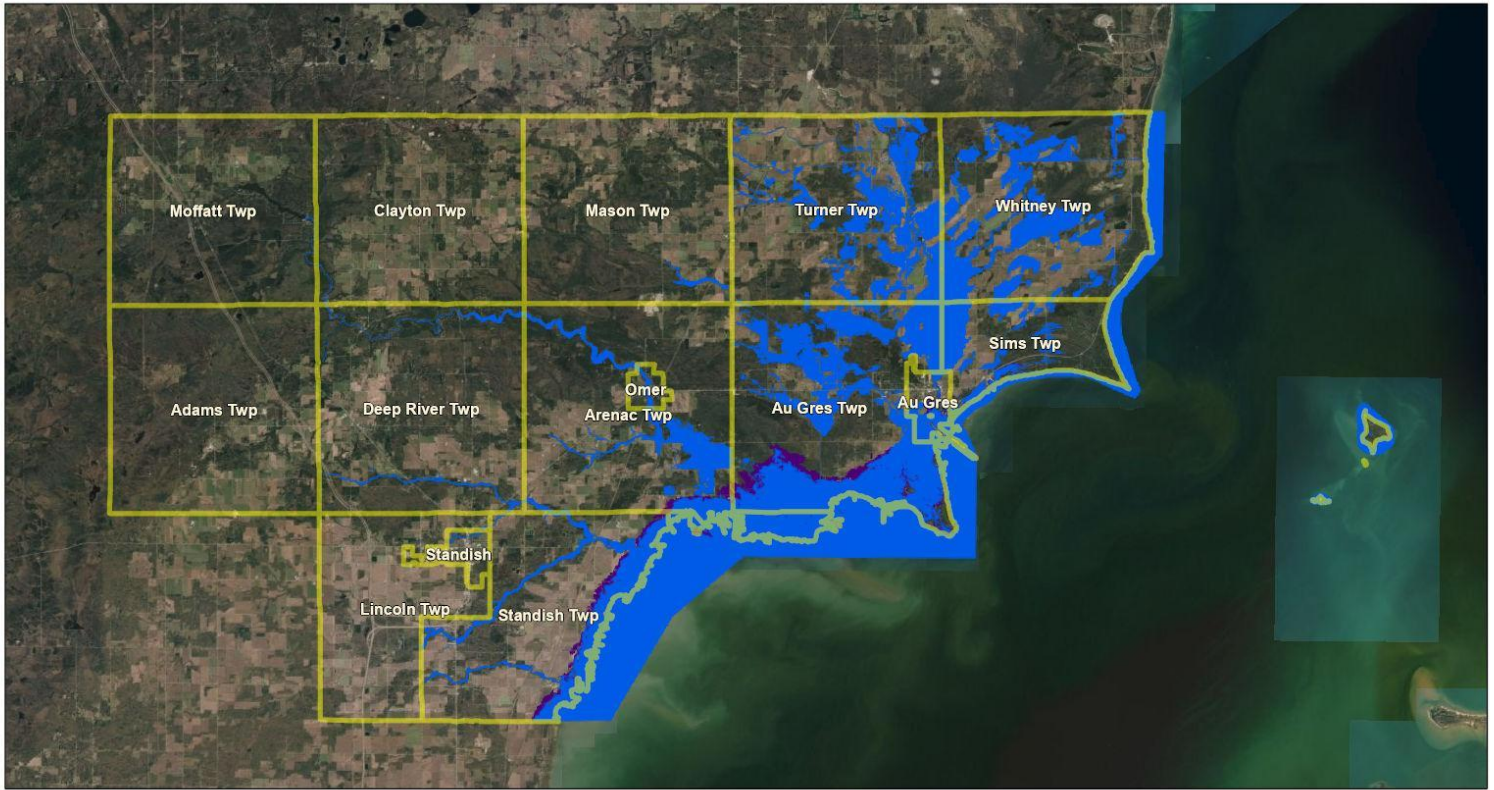 Moffatt Twp
Clayton Twp
Mason Twp
Turner Twp
Whitney Twp
Sims Twp
Adams Twp
Deep River Twp
Omer
Arenac Twp
Au Gres Twp
Au Gres
Standish
Lincoln Twp
Standish Twp